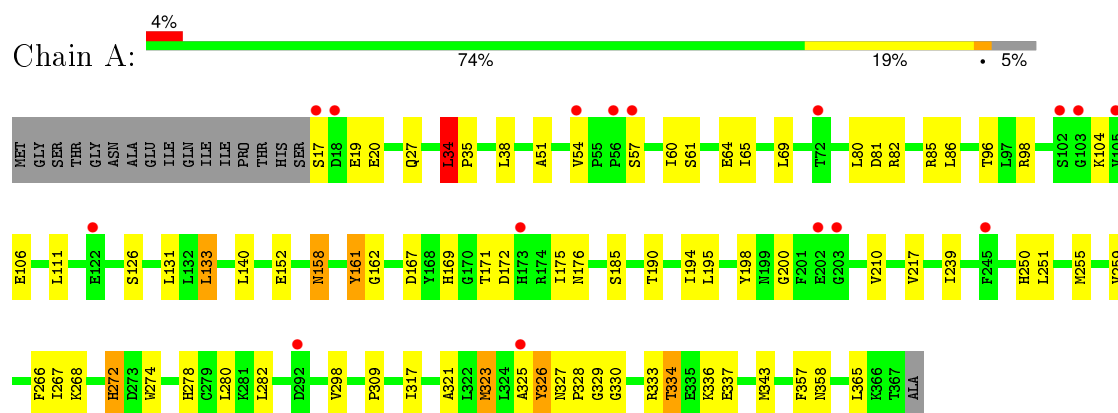 4%
Chain A:
74% 19% • 5%
MET GLY SER THR GLY ASN ALA GLU ILE GLN ILE ILE PRO THR HIS SER S17 D18 E19 E20 Q27 L34 P35 L38 A51 V54 P55 P56 S57 I60 S61 E64 I65 L69 T72 L80 D81 R82 R85 L86 T96 L97 R98 S102 G103 K104 V105
E106 L111 E122 S126 L131 L132 L133 L140 E152 N158 Y161 G162 D167 Y168 H169 G170 T171 D172 H173 R174 I175 N176 S185 T190 I194 L195 Y198 N199 G200 F201 E202 G203 V210 V217 I239 F245 H250 L251 M255 V259
F266 I267 K268 H272 D273 W274 H278 C279 L280 K281 L282 D292 V298 P309 I317 A321 L322 M323 L324 A325 Y326 N327 P328 G329 G330 R333 T334 E335 K336 E337 M343 F357 N358 L365 K366 T367 ALA